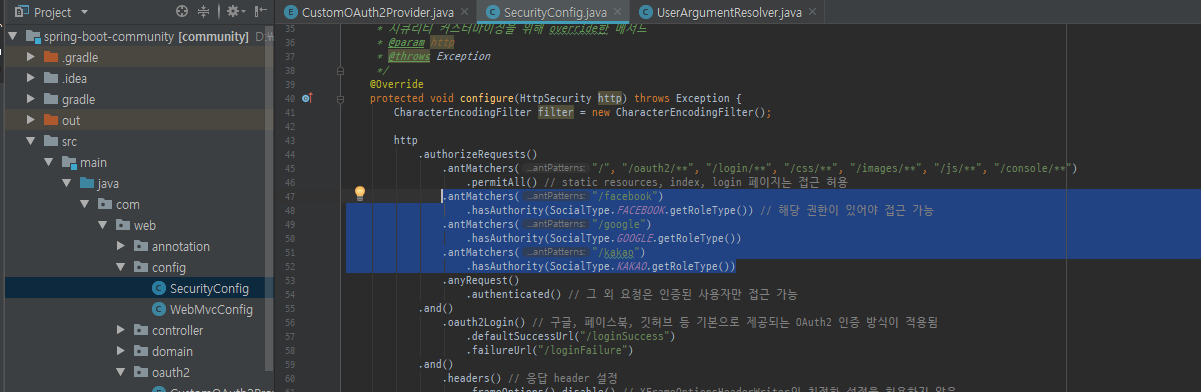 Project
CustomOAuth2Provider.java
SecurityConfig.java
UserArgumentResolver.java
spring-boot-community [community]
.gradle
.idea
gradle
out
src
main
java
com
web
annotation
config
SecurityConfig
WebMvcConfig
controller
domain
oauth2
35 * 시큐리티 커스터마이징을 위해 override한 메서드
36 * @param http
37 * @throws Exception
38 */
39 @Override
40 protected void configure(HttpSecurity http) throws Exception {
41 CharacterEncodingFilter filter = new CharacterEncodingFilter();
42
43 http
44 .authorizeRequests()
45 .antMatchers( ...antPatterns: "/", "/oauth2/**", "/login/**", "/css/**", "/images/**", "/js/**", "/console/**")
46 .permitAll() // static resources, index, login 페이지는 접근 허용
47 .antMatchers( ...antPatterns: "/facebook")
48 .hasAuthority(SocialType.FACEBOOK.getRoleType()) // 해당 권한이 있어야 접근 가능
49 .antMatchers( ...antPatterns: "/google")
50 .hasAuthority(SocialType.GOOGLE.getRoleType())
51 .antMatchers( ...antPatterns: "/kakao")
52 .hasAuthority(SocialType.KAKAO.getRoleType())
53 .anyRequest()
54 .authenticated() // 그 외 요청은 인증된 사용자만 접근 가능
55 .and()
56 .oauth2Login() // 구글, 페이스북, 깃허브 등 기본으로 제공되는 OAuth2 인증 방식이 적용됨
57 .defaultSuccessUrl("/loginSuccess")
58 .failureUrl("/loginFailure")
59 .and()
60 .headers() // 응답 header 설정